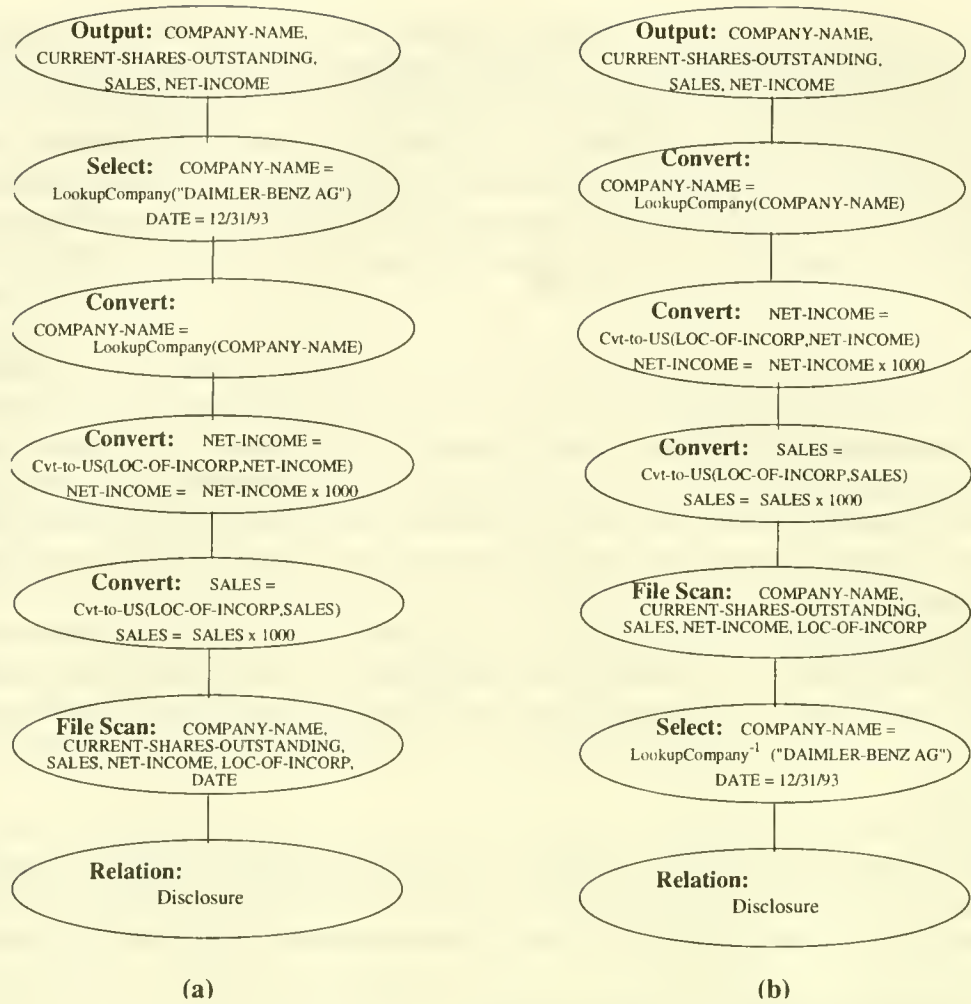 Output: COMPANY-NAME,
CURRENT-SHARES-OUTSTANDING,
SALES, NET-INCOME
Select: COMPANY-NAME =
LookupCompany("DAIMLER-BENZ AG")
DATE = 12/31/93
Convert:
COMPANY-NAME =
LookupCompany(COMPANY-NAME)
Convert: NET-INCOME =
Cvt-to-US(LOC-OF-INCORP,NET-INCOME)
NET-INCOME = NET-INCOME x 1000
Convert: SALES =
Cvt-to-US(LOC-OF-INCORP,SALES)
SALES = SALES x 1000
File Scan: COMPANY-NAME,
CURRENT-SHARES-OUTSTANDING,
SALES, NET-INCOME, LOC-OF-INCORP,
DATE
Relation:
Disclosure
(a)
Output: COMPANY-NAME,
CURRENT-SHARES-OUTSTANDING,
SALES, NET-INCOME
Convert:
COMPANY-NAME =
LookupCompany(COMPANY-NAME)
Convert: NET-INCOME =
Cvt-to-US(LOC-OF-INCORP,NET-INCOME)
NET-INCOME = NET-INCOME x 1000
Convert: SALES =
Cvt-to-US(LOC-OF-INCORP,SALES)
SALES = SALES x 1000
File Scan: COMPANY-NAME,
CURRENT-SHARES-OUTSTANDING,
SALES, NET-INCOME, LOC-OF-INCORP
Select: COMPANY-NAME =
LookupCompany⁻¹ ("DAIMLER-BENZ AG")
DATE = 12/31/93
Relation:
Disclosure
(b)